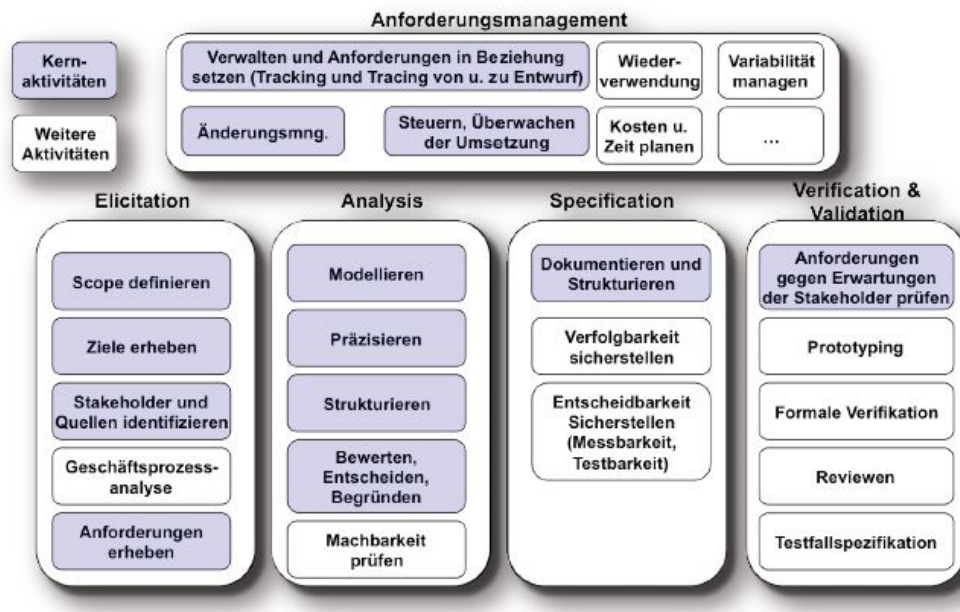 Anforderungsmanagement
Kern-
aktivitäten
Weitere
Aktivitäten
Verwalten und Anforderungen in Beziehung
setzen (Tracking und Tracing von u. zu Entwurf)
Wieder-
verwendung
Variabilität
managen
Änderungsmng.
Steuern, Überwachen
der Umsetzung
Kosten u.
Zeit planen
...
Elicitation
Scope definieren
Ziele erheben
Stakeholder und
Quellen identifizieren
Geschäftsprozess-
analyse
Anforderungen
erheben
Analysis
Modellieren
Präzisieren
Strukturieren
Bewerten,
Entscheiden,
Begründen
Machbarkeit
prüfen
Specification
Dokumentieren und
Strukturieren
Verfolgbarkeit
sicherstellen
Entscheidbarkeit
Sicherstellen
(Messbarkeit,
Testbarkeit)
Verification &
Validation
Anforderungen
gegen Erwartungen
der Stakeholder prüfen
Prototyping
Formale Verifikation
Reviewen
Testfallspezifikation